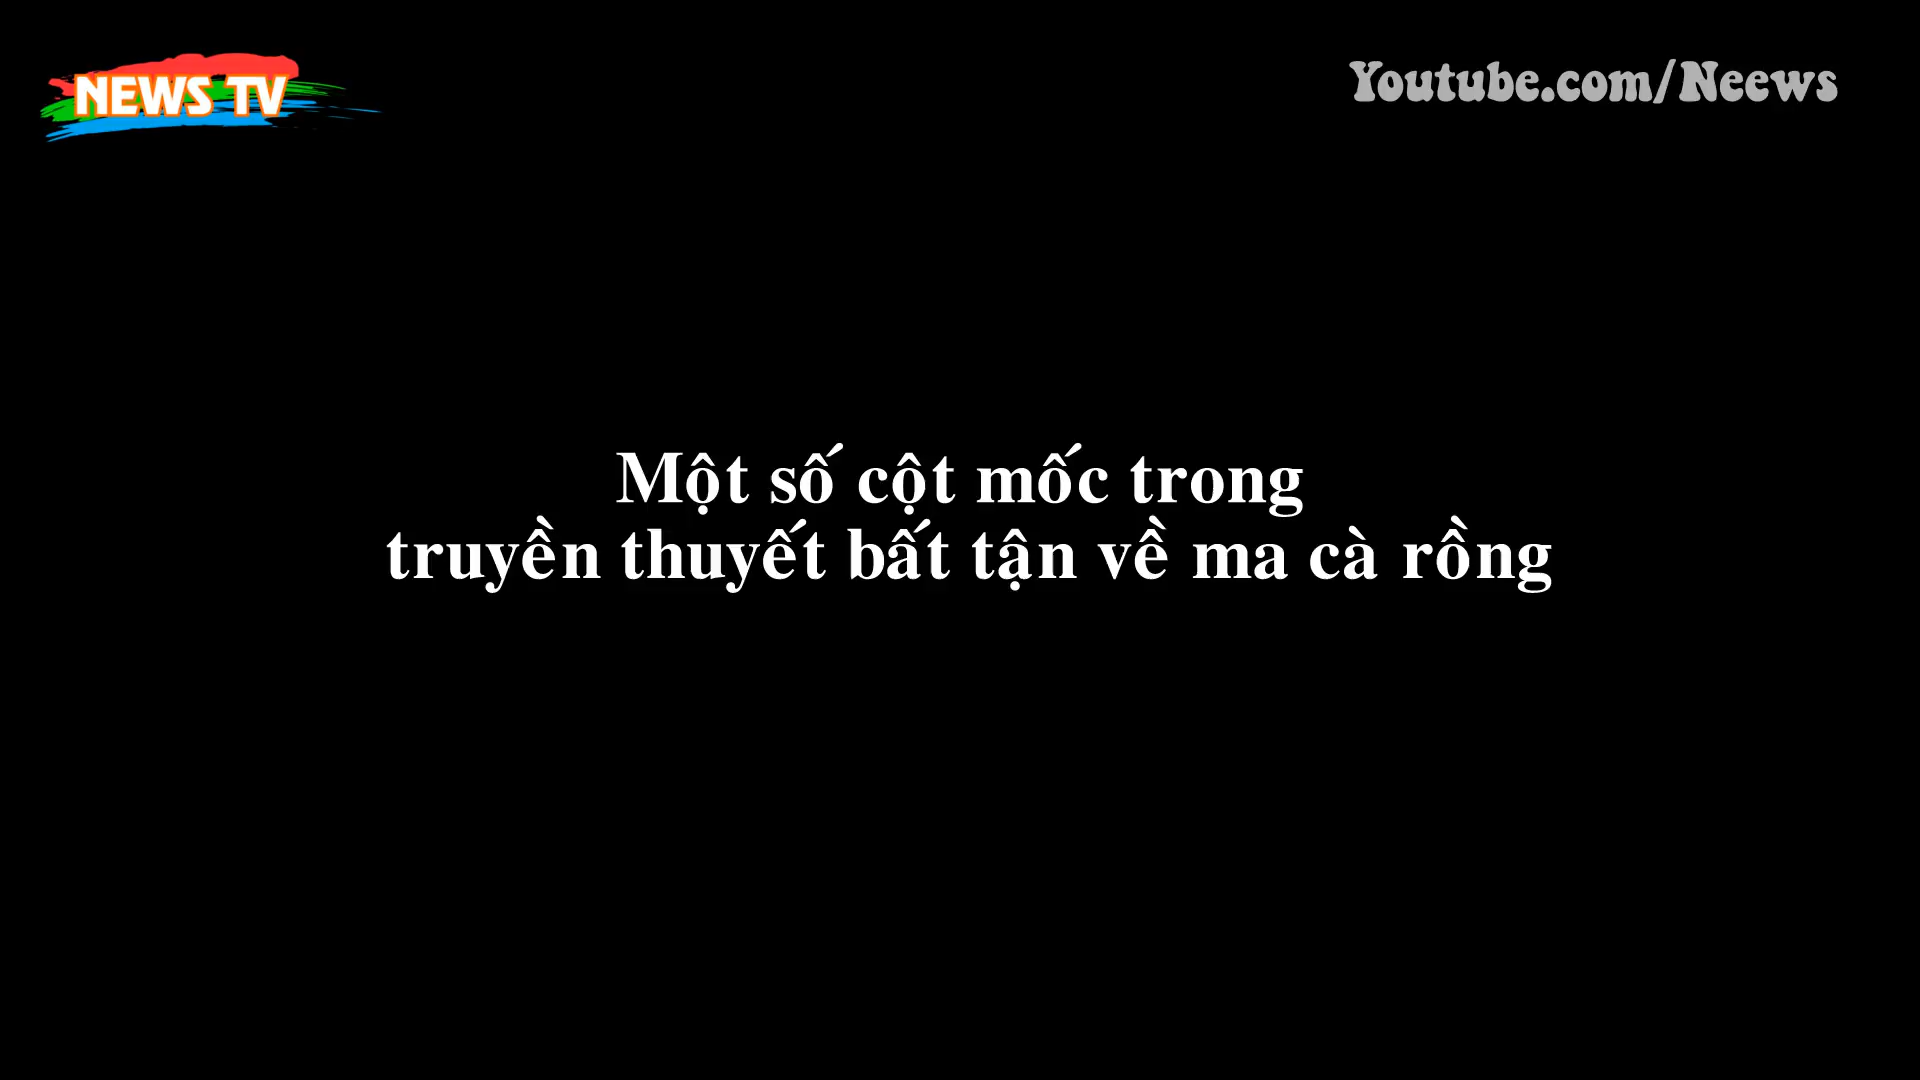 NEWS TV
Youtube.com/Neews
Một số cột mốc trong
truyền thuyết bất tận về ma cà rồng